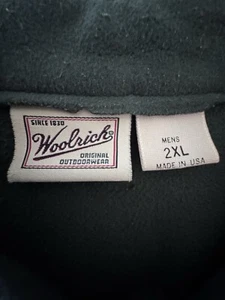 SINCE 1830
Woolrich
ORIGINAL
OUTDOORWEAR
MENS
2XL
MADE IN USA